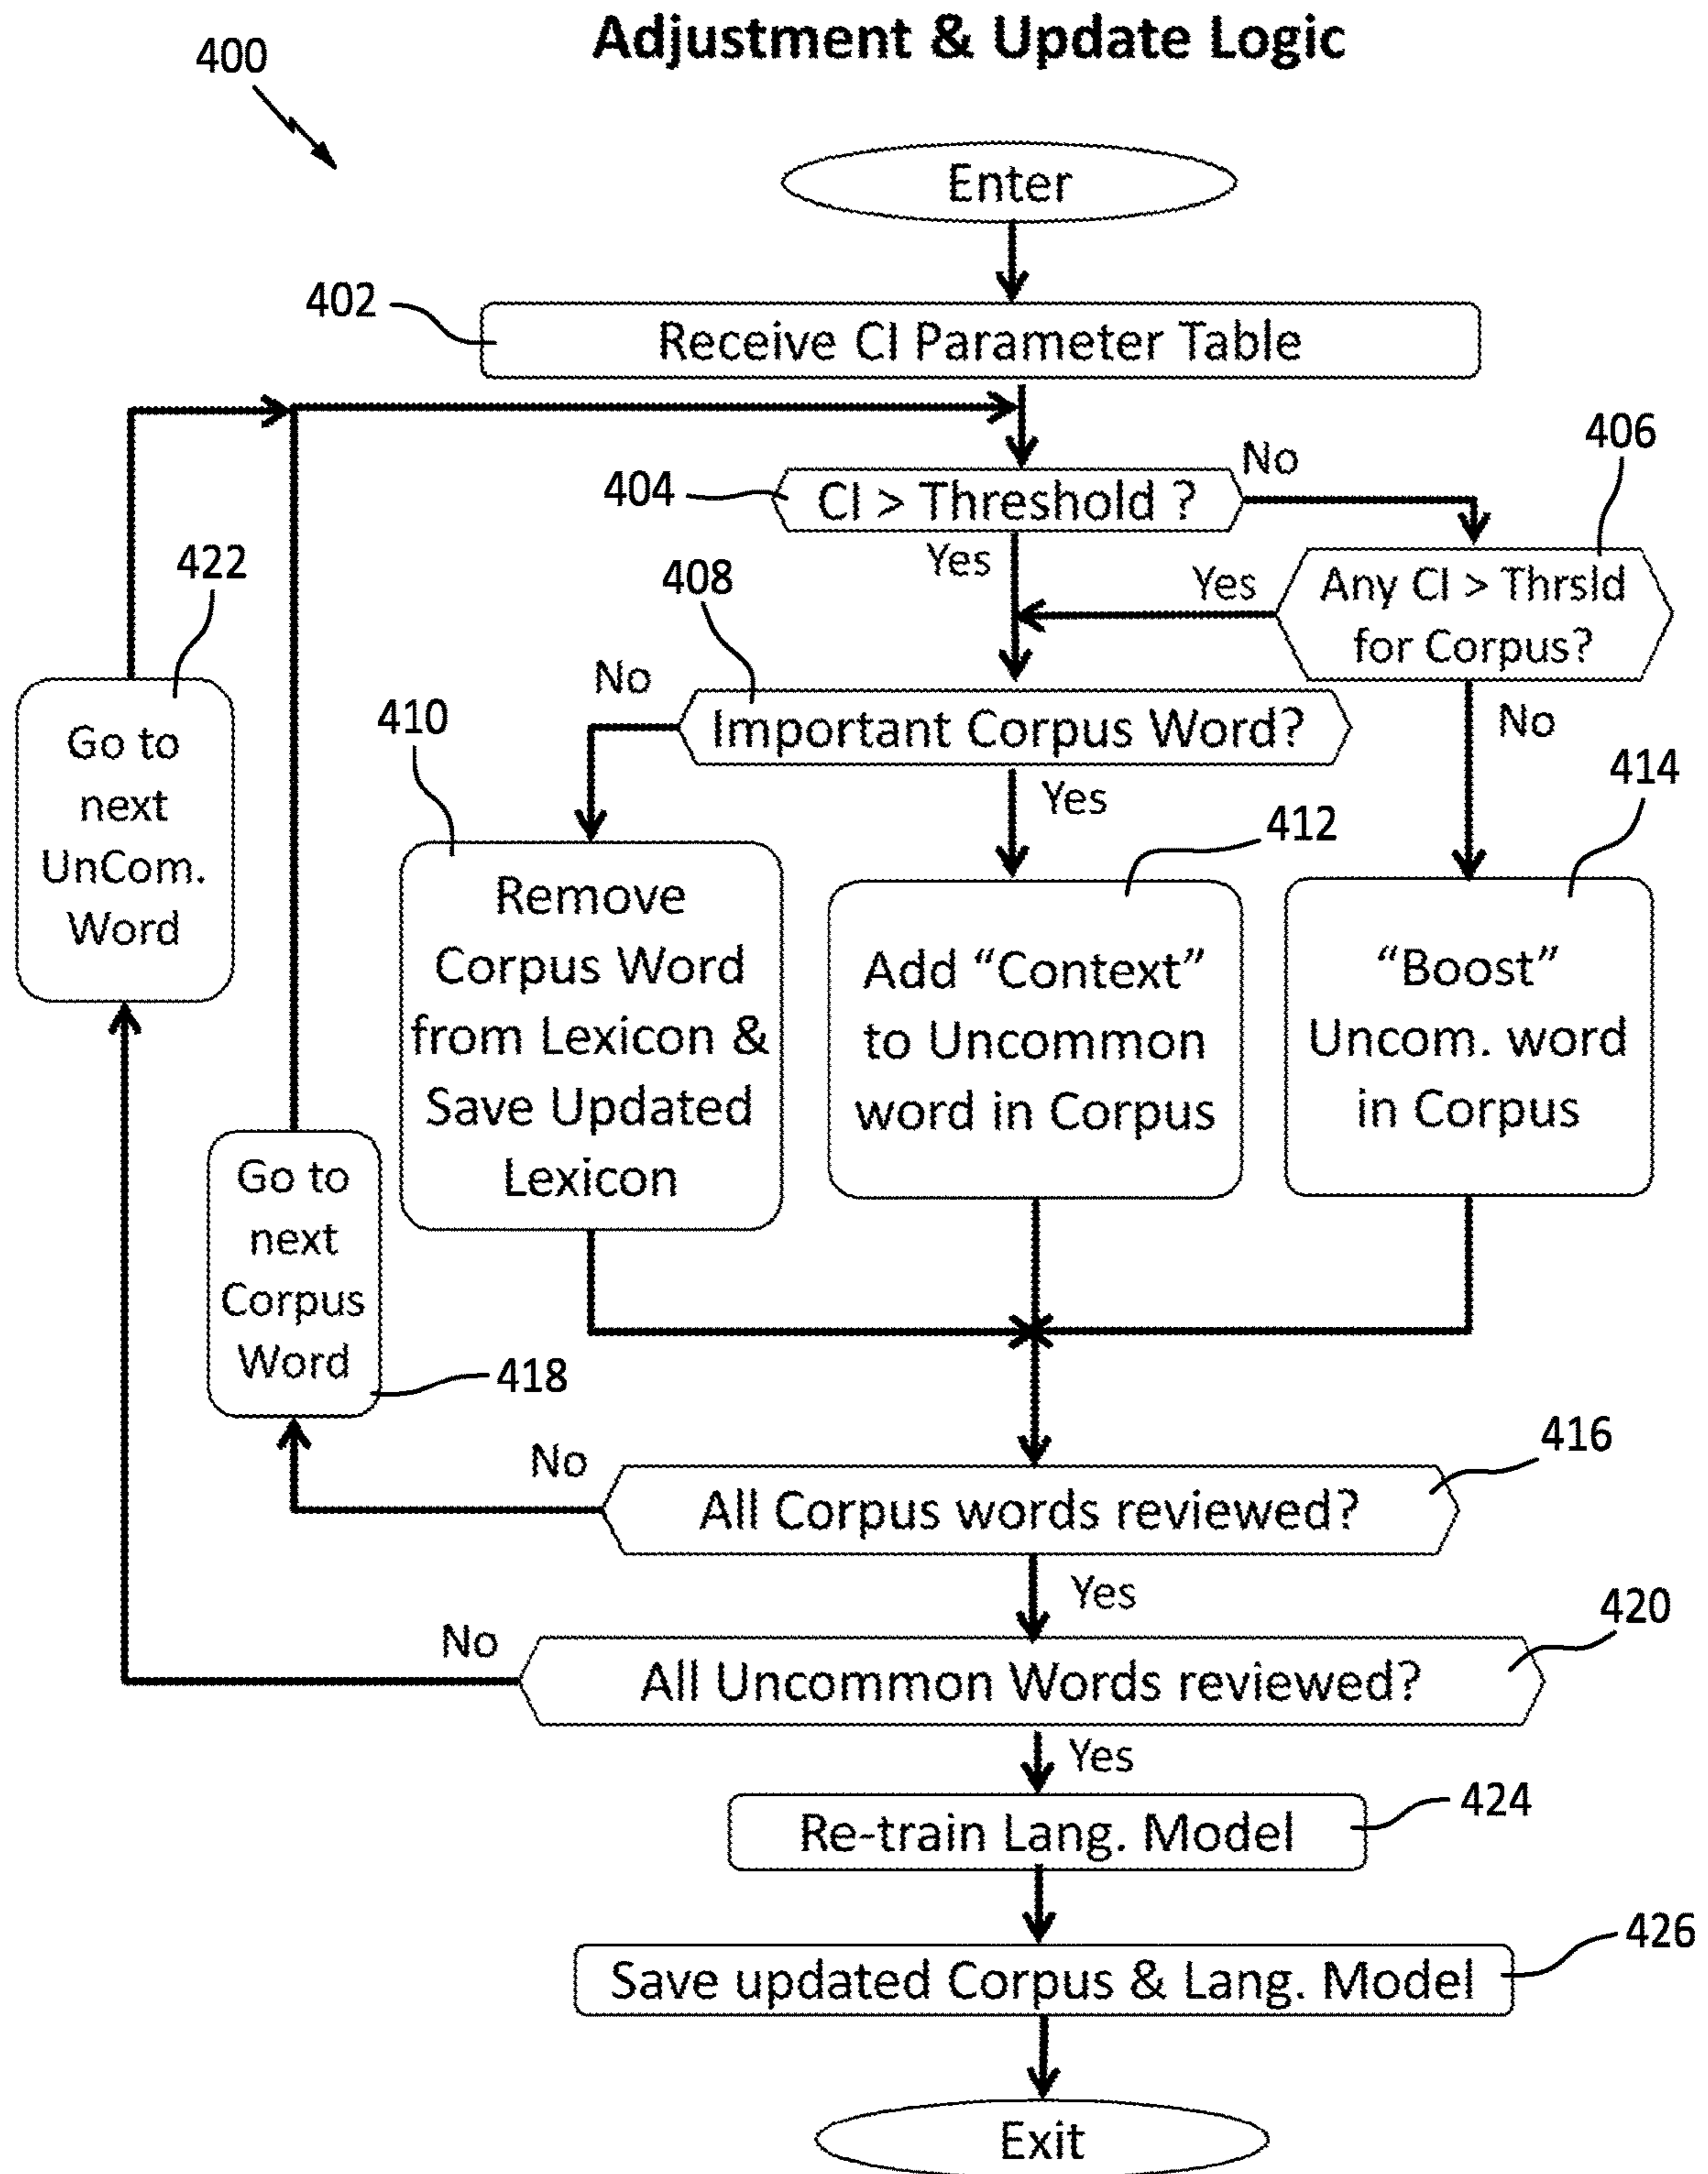 Adjustment & Update Logic
400
Enter
402
Receive CI Parameter Table
404
CI > Threshold ?
No
Yes
406
Any CI > Thrsld
for Corpus?
Yes
No
408
Important Corpus Word?
No
Yes
422
Go to
next
UnCom.
Word
410
Remove
Corpus Word
from Lexicon &
Save Updated
Lexicon
412
Add “Context”
to Uncommon
word in Corpus
414
“Boost”
Uncom. word
in Corpus
Go to
next
Corpus
Word
418
416
All Corpus words reviewed?
No
Yes
420
All Uncommon Words reviewed?
No
Yes
424
Re-train Lang. Model
426
Save updated Corpus & Lang. Model
Exit